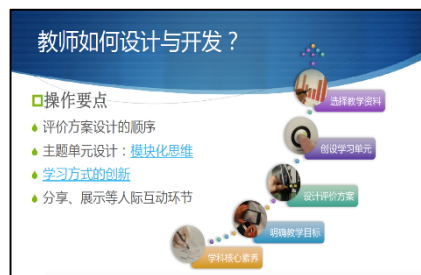 教师如何设计与开发？
操作要点
评价方案设计的顺序
主题单元设计：模块化思维
学习方式的创新
分享、展示等人际互动环节
选择教学资料
创设学习单元
设计评价方案
明确教学目标
学科核心素养